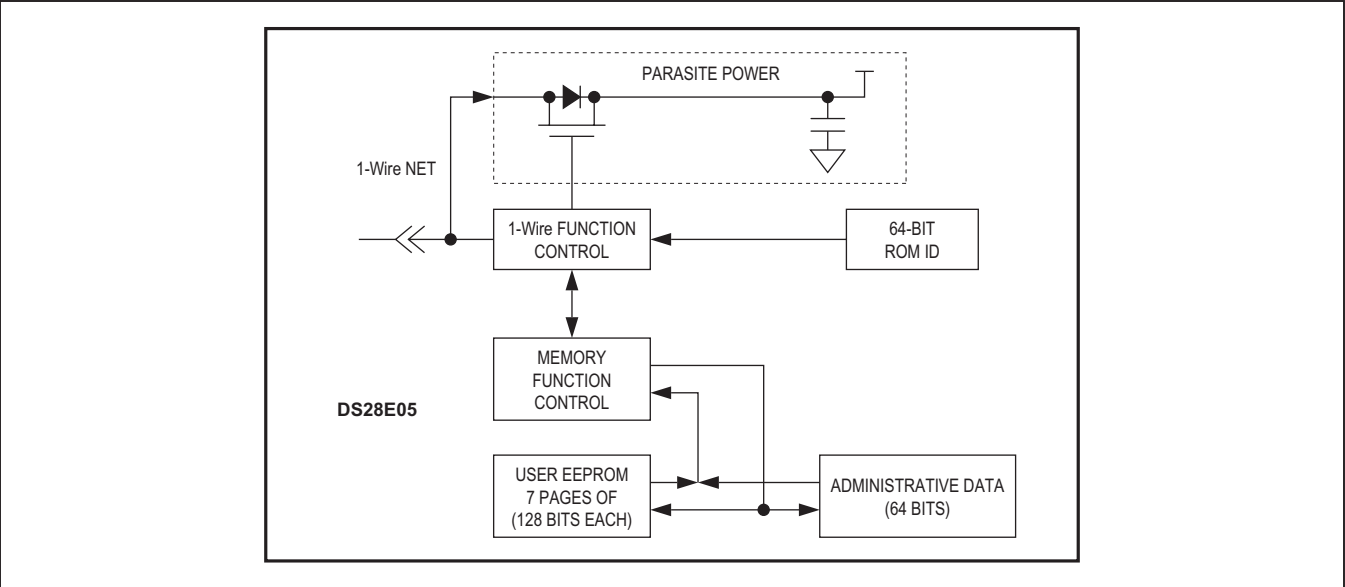 PARASITE POWER
1-Wire NET
1-Wire FUNCTION
CONTROL
64-BIT
ROM ID
MEMORY
FUNCTION
CONTROL
DS28E05
USER EEPROM
7 PAGES OF
(128 BITS EACH)
ADMINISTRATIVE DATA
(64 BITS)